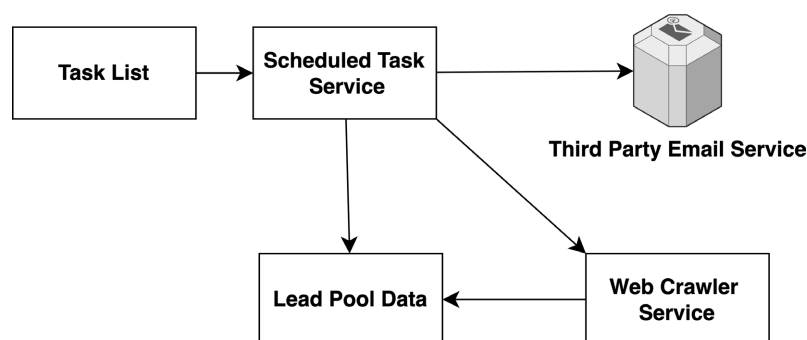 Task List
Scheduled Task
Service
Third Party Email Service
Lead Pool Data
Web Crawler
Service